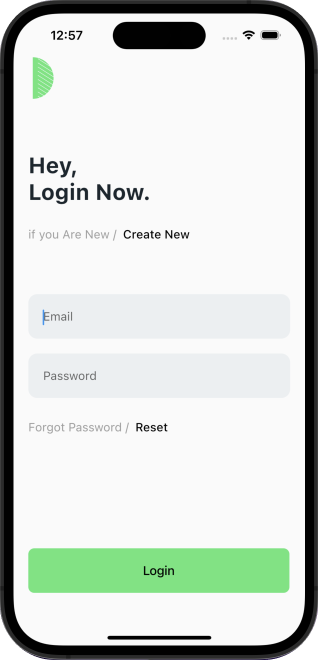 12:57
Hey,
Login Now.
if you Are New / Create New
Email
Password
Forgot Password / Reset
Login